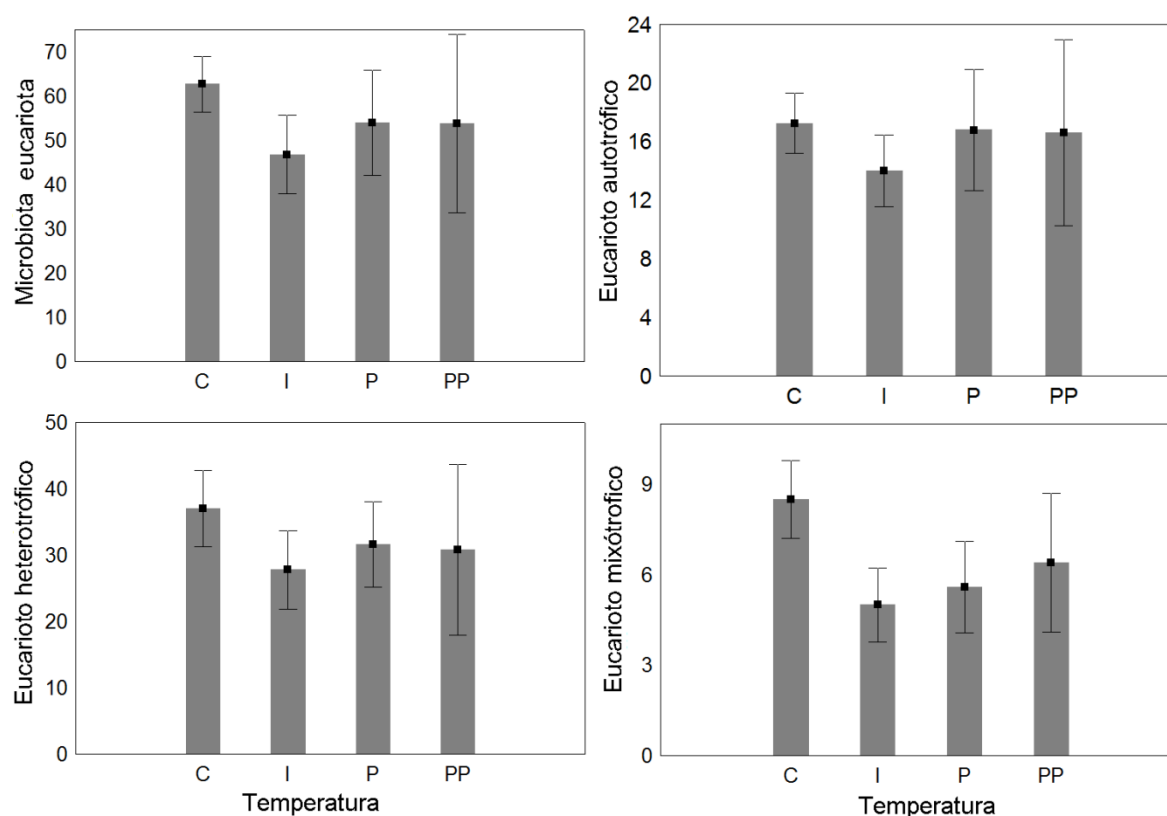 Microbiota eucariota
70
60
50
40
30
20
10
0
C I P PP
Eucarioto autotrófico
24
20
16
12
8
4
0
C I P PP
Eucarioto heterotrófico
50
40
30
20
10
0
C I P PP
Temperatura
Eucarioto mixótrofico
9
6
3
0
C I P PP
Temperatura